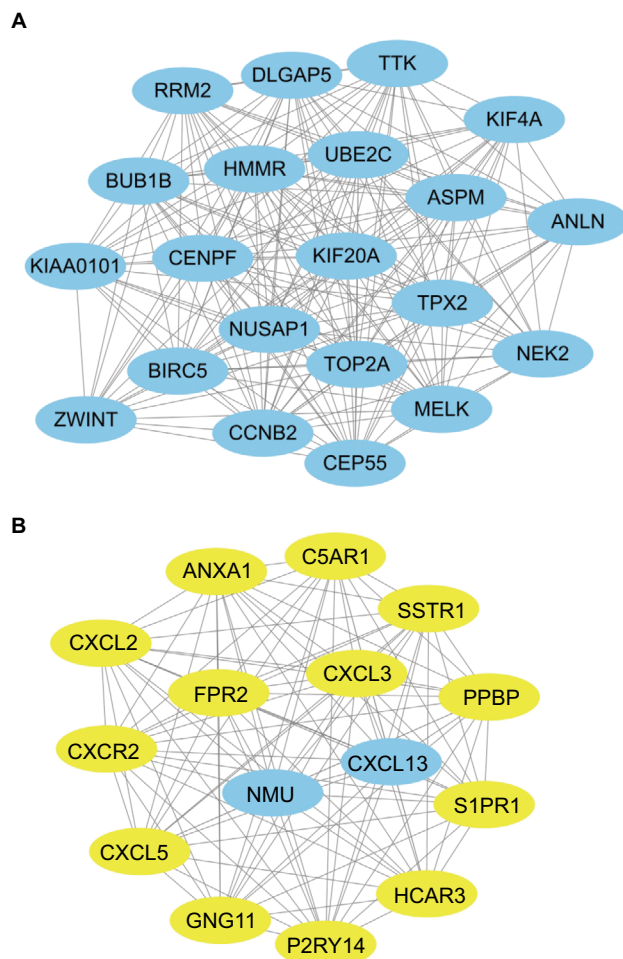 A
TTK
DLGAP5
RRM2
KIF4A
UBE2C
HMMR
BUB1B
ASPM
ANLN
CENPF
KIF20A
KIAA0101
TPX2
NUSAP1
NEK2
TOP2A
BIRC5
MELK
ZWINT
CCNB2
CEP55
B
C5AR1
ANXA1
SSTR1
CXCL2
CXCL3
FPR2
PPBP
CXCR2
CXCL13
NMU
S1PR1
CXCL5
HCAR3
GNG11
P2RY14